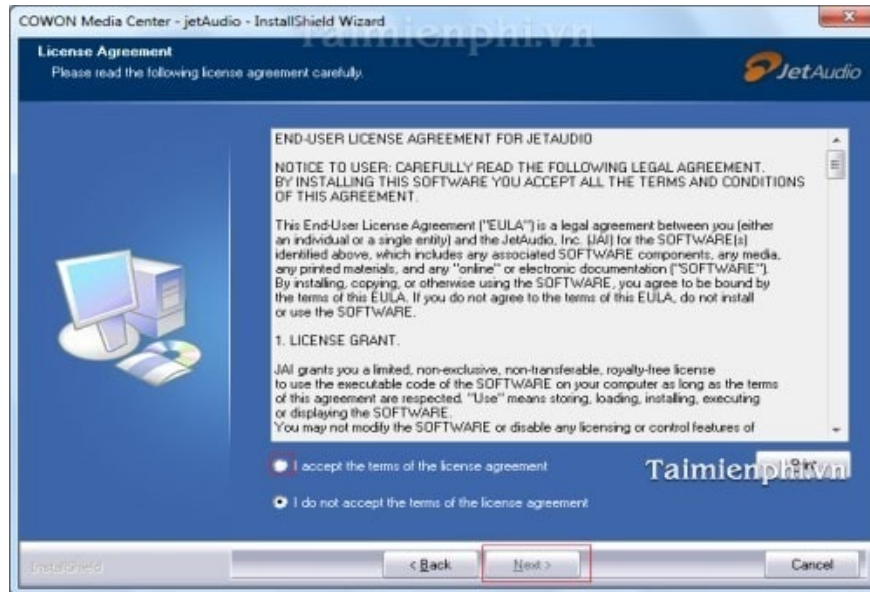 COWON Media Center - jetAudio - InstallShield Wizard
Taimienphi.vn
License Agreement
Please read the following license agreement carefully.
JetAudio
END-USER LICENSE AGREEMENT FOR JETAUDIO
NOTICE TO USER: CAREFULLY READ THE FOLLOWING LEGAL AGREEMENT.
BY INSTALLING THIS SOFTWARE YOU ACCEPT ALL THE TERMS AND CONDITIONS
OF THIS AGREEMENT.
This End-User License Agreement ("EULA") is a legal agreement between you (either
an individual or a single entity) and the JetAudio, Inc. (JAI) for the SOFTWARE(s)
identified above, which includes any associated SOFTWARE components, any media,
any printed materials, and any "online" or electronic documentation ("SOFTWARE").
By installing, copying, or otherwise using the SOFTWARE, you agree to be bound by
the terms of this EULA. If you do not agree to the terms of this EULA, do not install
or use the SOFTWARE.
1. LICENSE GRANT.
JAI grants you a limited, non-exclusive, non-transferable, royalty-free license
to use the executable code of the SOFTWARE on your computer as long as the terms
of this agreement are respected. "Use" means storing, loading, installing, executing
or displaying the SOFTWARE.
You may not modify the SOFTWARE or disable any licensing or control features of
I accept the terms of the license agreement
Taimienphi.vn
I do not accept the terms of the license agreement
InstallShield
< Back
Next >
Cancel